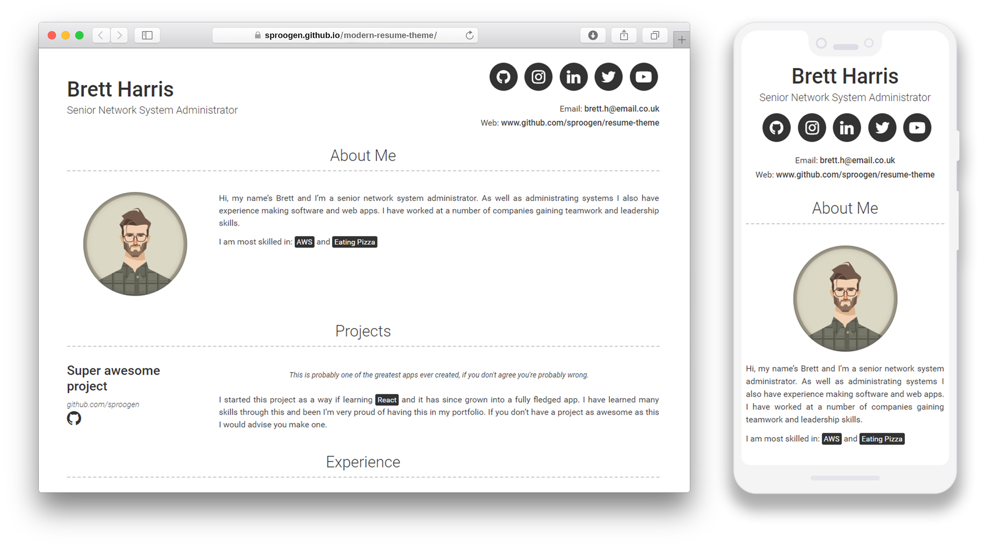 sproogen.github.io/modern-resume-theme/
Brett Harris
Senior Network System Administrator
Email: brett.h@email.co.uk
Web: www.github.com/sproogen/resume-theme
About Me
Hi, my name’s Brett and I’m a senior network system administrator. As well as administrating systems I also have
experience making software and web apps. I have worked at a number of companies gaining teamwork and leadership
skills.
I am most skilled in: AWS and Eating Pizza
Projects
Super awesome
project
github.com/sproogen
This is probably one of the greatest apps ever created, if you don't agree you're probably wrong.
I started this project as a way if learning React and it has since grown into a fully fledged app. I have learned many
skills through this and been I’m very proud of having this in my portfolio. If you don’t have a project as awesome as this
I would advise you make one.
Experience
Brett Harris
Senior Network System Administrator
Email: brett.h@email.co.uk
Web: www.github.com/sproogen/resume-theme
About Me
Hi, my name’s Brett and I’m a senior network system
administrator. As well as administrating systems I
also have experience making software and web apps.
I have worked at a number of companies gaining
teamwork and leadership skills.
I am most skilled in: AWS and Eating Pizza